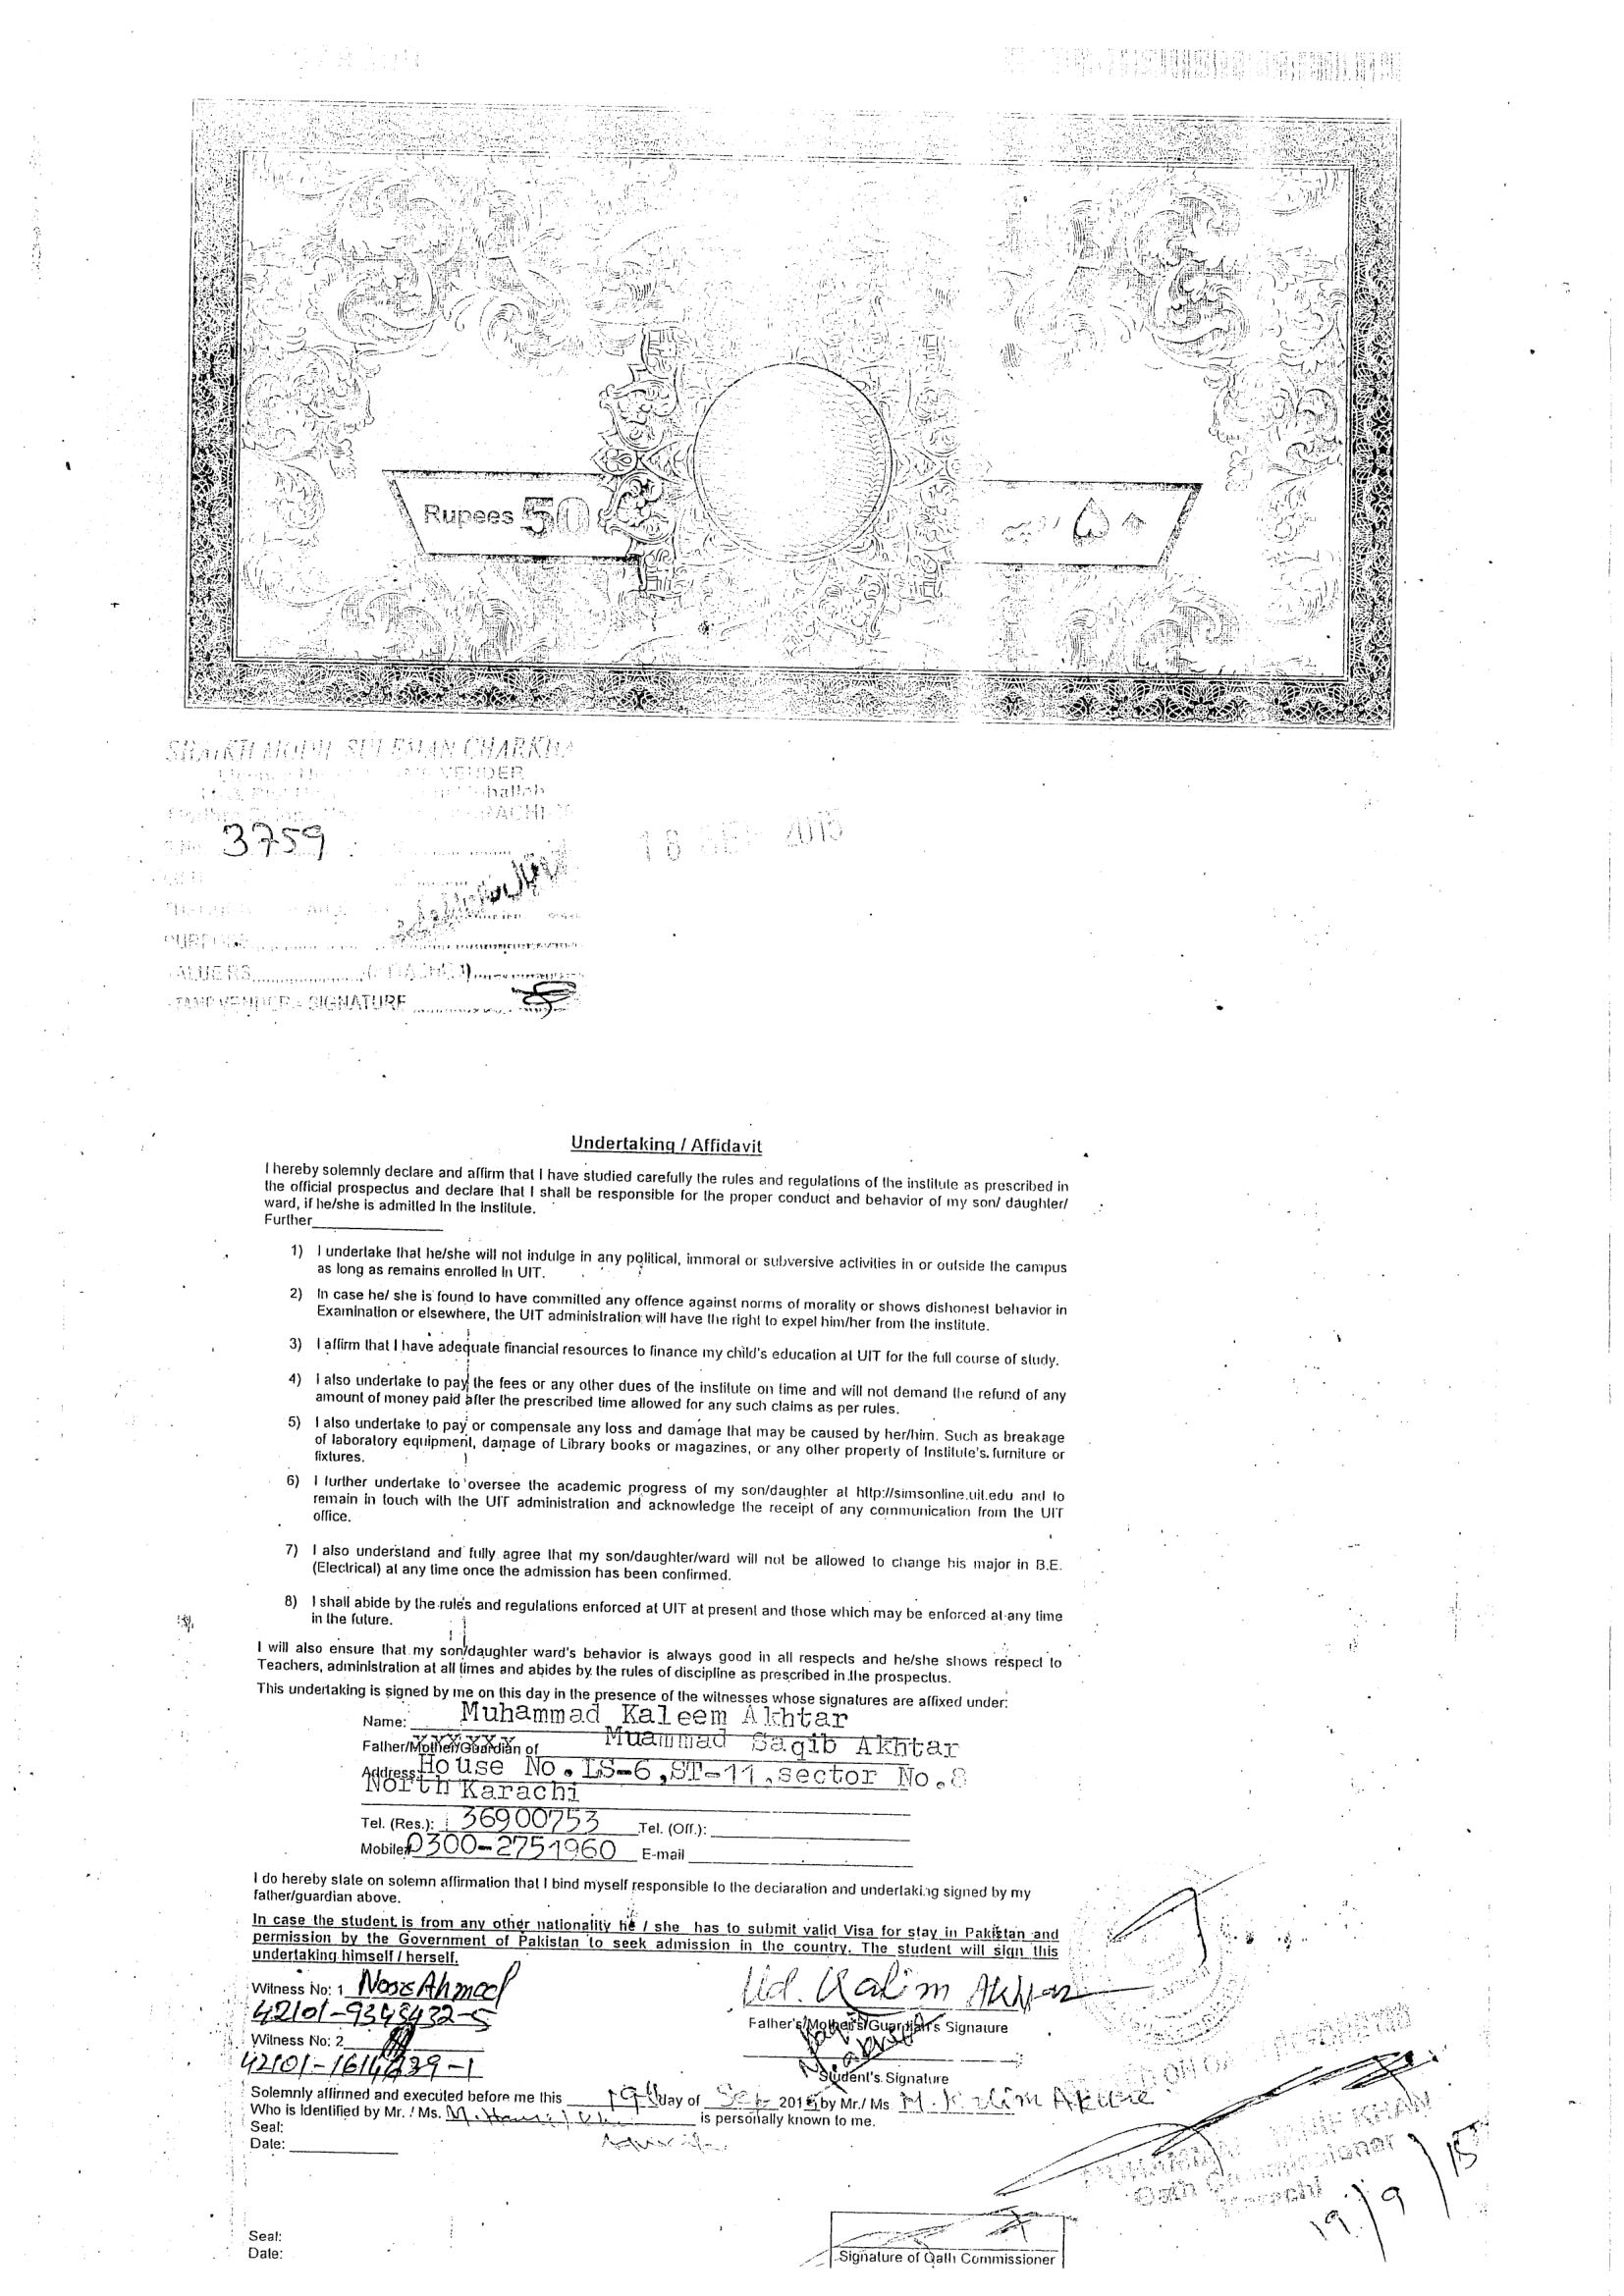 Rupees 50
SHAIKH MOHD SULEMAN CHARKHA
VENDER
3759
18 SEP 2015
STAMP VENDER'S SIGNATURE
Undertaking / Affidavit
I hereby solemnly declare and affirm that I have studied carefully the rules and regulations of the institute as prescribed in
the official prospectus and declare that I shall be responsible for the proper conduct and behavior of my son/ daughter/
ward, if he/she is admitted in the institute.
Further
1) I undertake that he/she will not indulge in any political, immoral or subversive activities in or outside the campus
as long as remains enrolled in UIT.
2) In case he/ she is found to have committed any offence against norms of morality or shows dishonest behavior in
Examination or elsewhere, the UIT administration will have the right to expel him/her from the institute.
3) I affirm that I have adequate financial resources to finance my child's education at UIT for the full course of study.
4) I also undertake to pay the fees or any other dues of the institute on time and will not demand the refund of any
amount of money paid after the prescribed time allowed for any such claims as per rules.
5) I also undertake to pay or compensate any loss and damage that may be caused by her/him. Such as breakage
of laboratory equipment, damage of Library books or magazines, or any other property of Institute's. furniture or
fixtures.
6) I further undertake to oversee the academic progress of my son/daughter at http://simsonline.uit.edu and to
remain in touch with the UIT administration and acknowledge the receipt of any communication from the UIT
office.
7) I also understand and fully agree that my son/daughter/ward will not be allowed to change his major in B.E.
(Electrical) at any time once the admission has been confirmed.
8) I shall abide by the rules and regulations enforced at UIT at present and those which may be enforced at any time
in the future.
I will also ensure that my son/daughter ward's behavior is always good in all respects and he/she shows respect to
Teachers, administration at all times and abides by the rules of discipline as prescribed in the prospectus.
This undertaking is signed by me on this day in the presence of the witnesses whose signatures are affixed under:
Name: Muhammad Kaleem Akhtar
Father/Mother/Guardian of Muammad Saqib Akhtar
Address House No. LS-6, ST-11, Sector No.8
North Karachi
Tel. (Res.): 36900753 Tel. (Off.):
Mobile: 0300-2751960 E-mail
I do hereby state on solemn affirmation that I bind myself responsible to the declaration and undertaking signed by my
father/guardian above.
In case the student is from any other nationality he / she has to submit valid Visa for stay in Pakistan and
permission by the Government of Pakistan to seek admission in the country. The student will sign this
undertaking himself / herself.
Witness No: 1
Md. Kalim Akhtar
Father's/Mother's/Guardian's Signature
Witness No: 2
Student's Signature
Solemnly affirmed and executed before me this 19th day of Sep 2015 by Mr./ Ms. M. Kalim Akhtar
Who is Identified by Mr. / Ms. is personally known to me.
Seal:
Date:
Oath Commissioner
Karachi
19/9/15
Seal:
Date:
Signature of Oath Commissioner